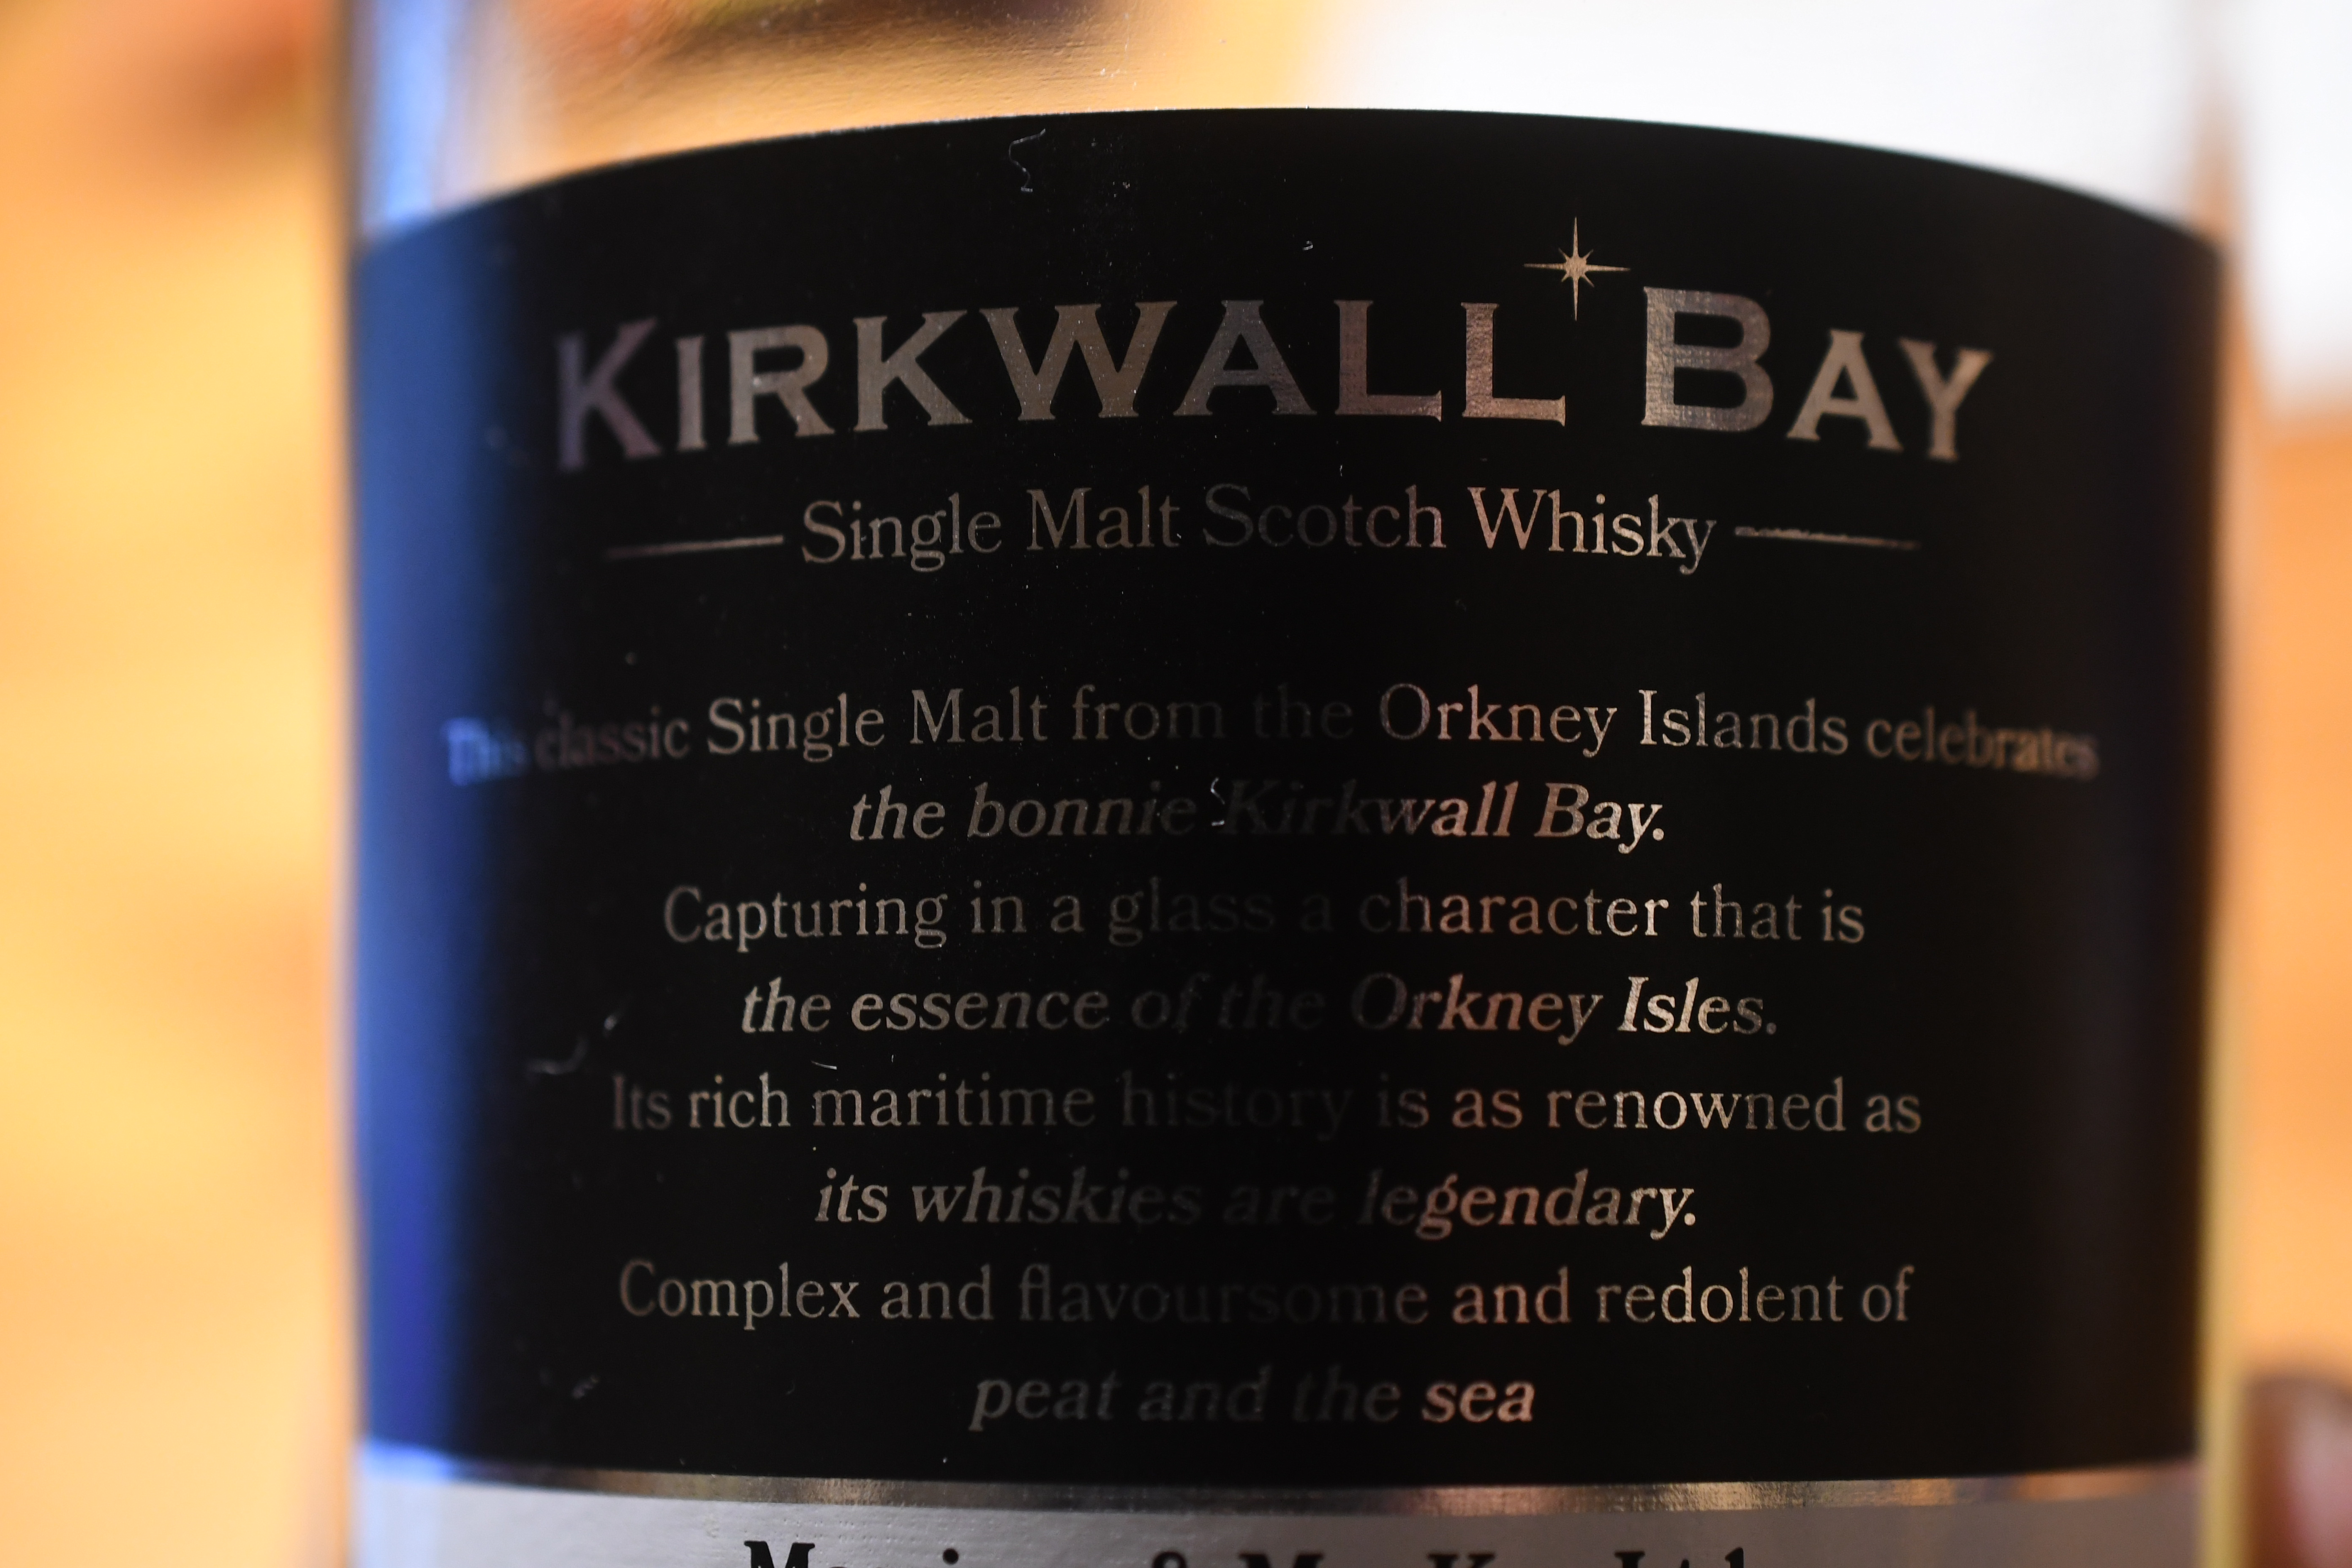 KIRKWALL BAY
Single Malt Scotch Whisky
This classic Single Malt from the Orkney Islands celebrates
the bonnie Kirkwall Bay.
Capturing in a glass a character that is
the essence of the Orkney Isles.
Its rich maritime history is as renowned as
its whiskies are legendary.
Complex and flavoursome and redolent of
peat and the sea